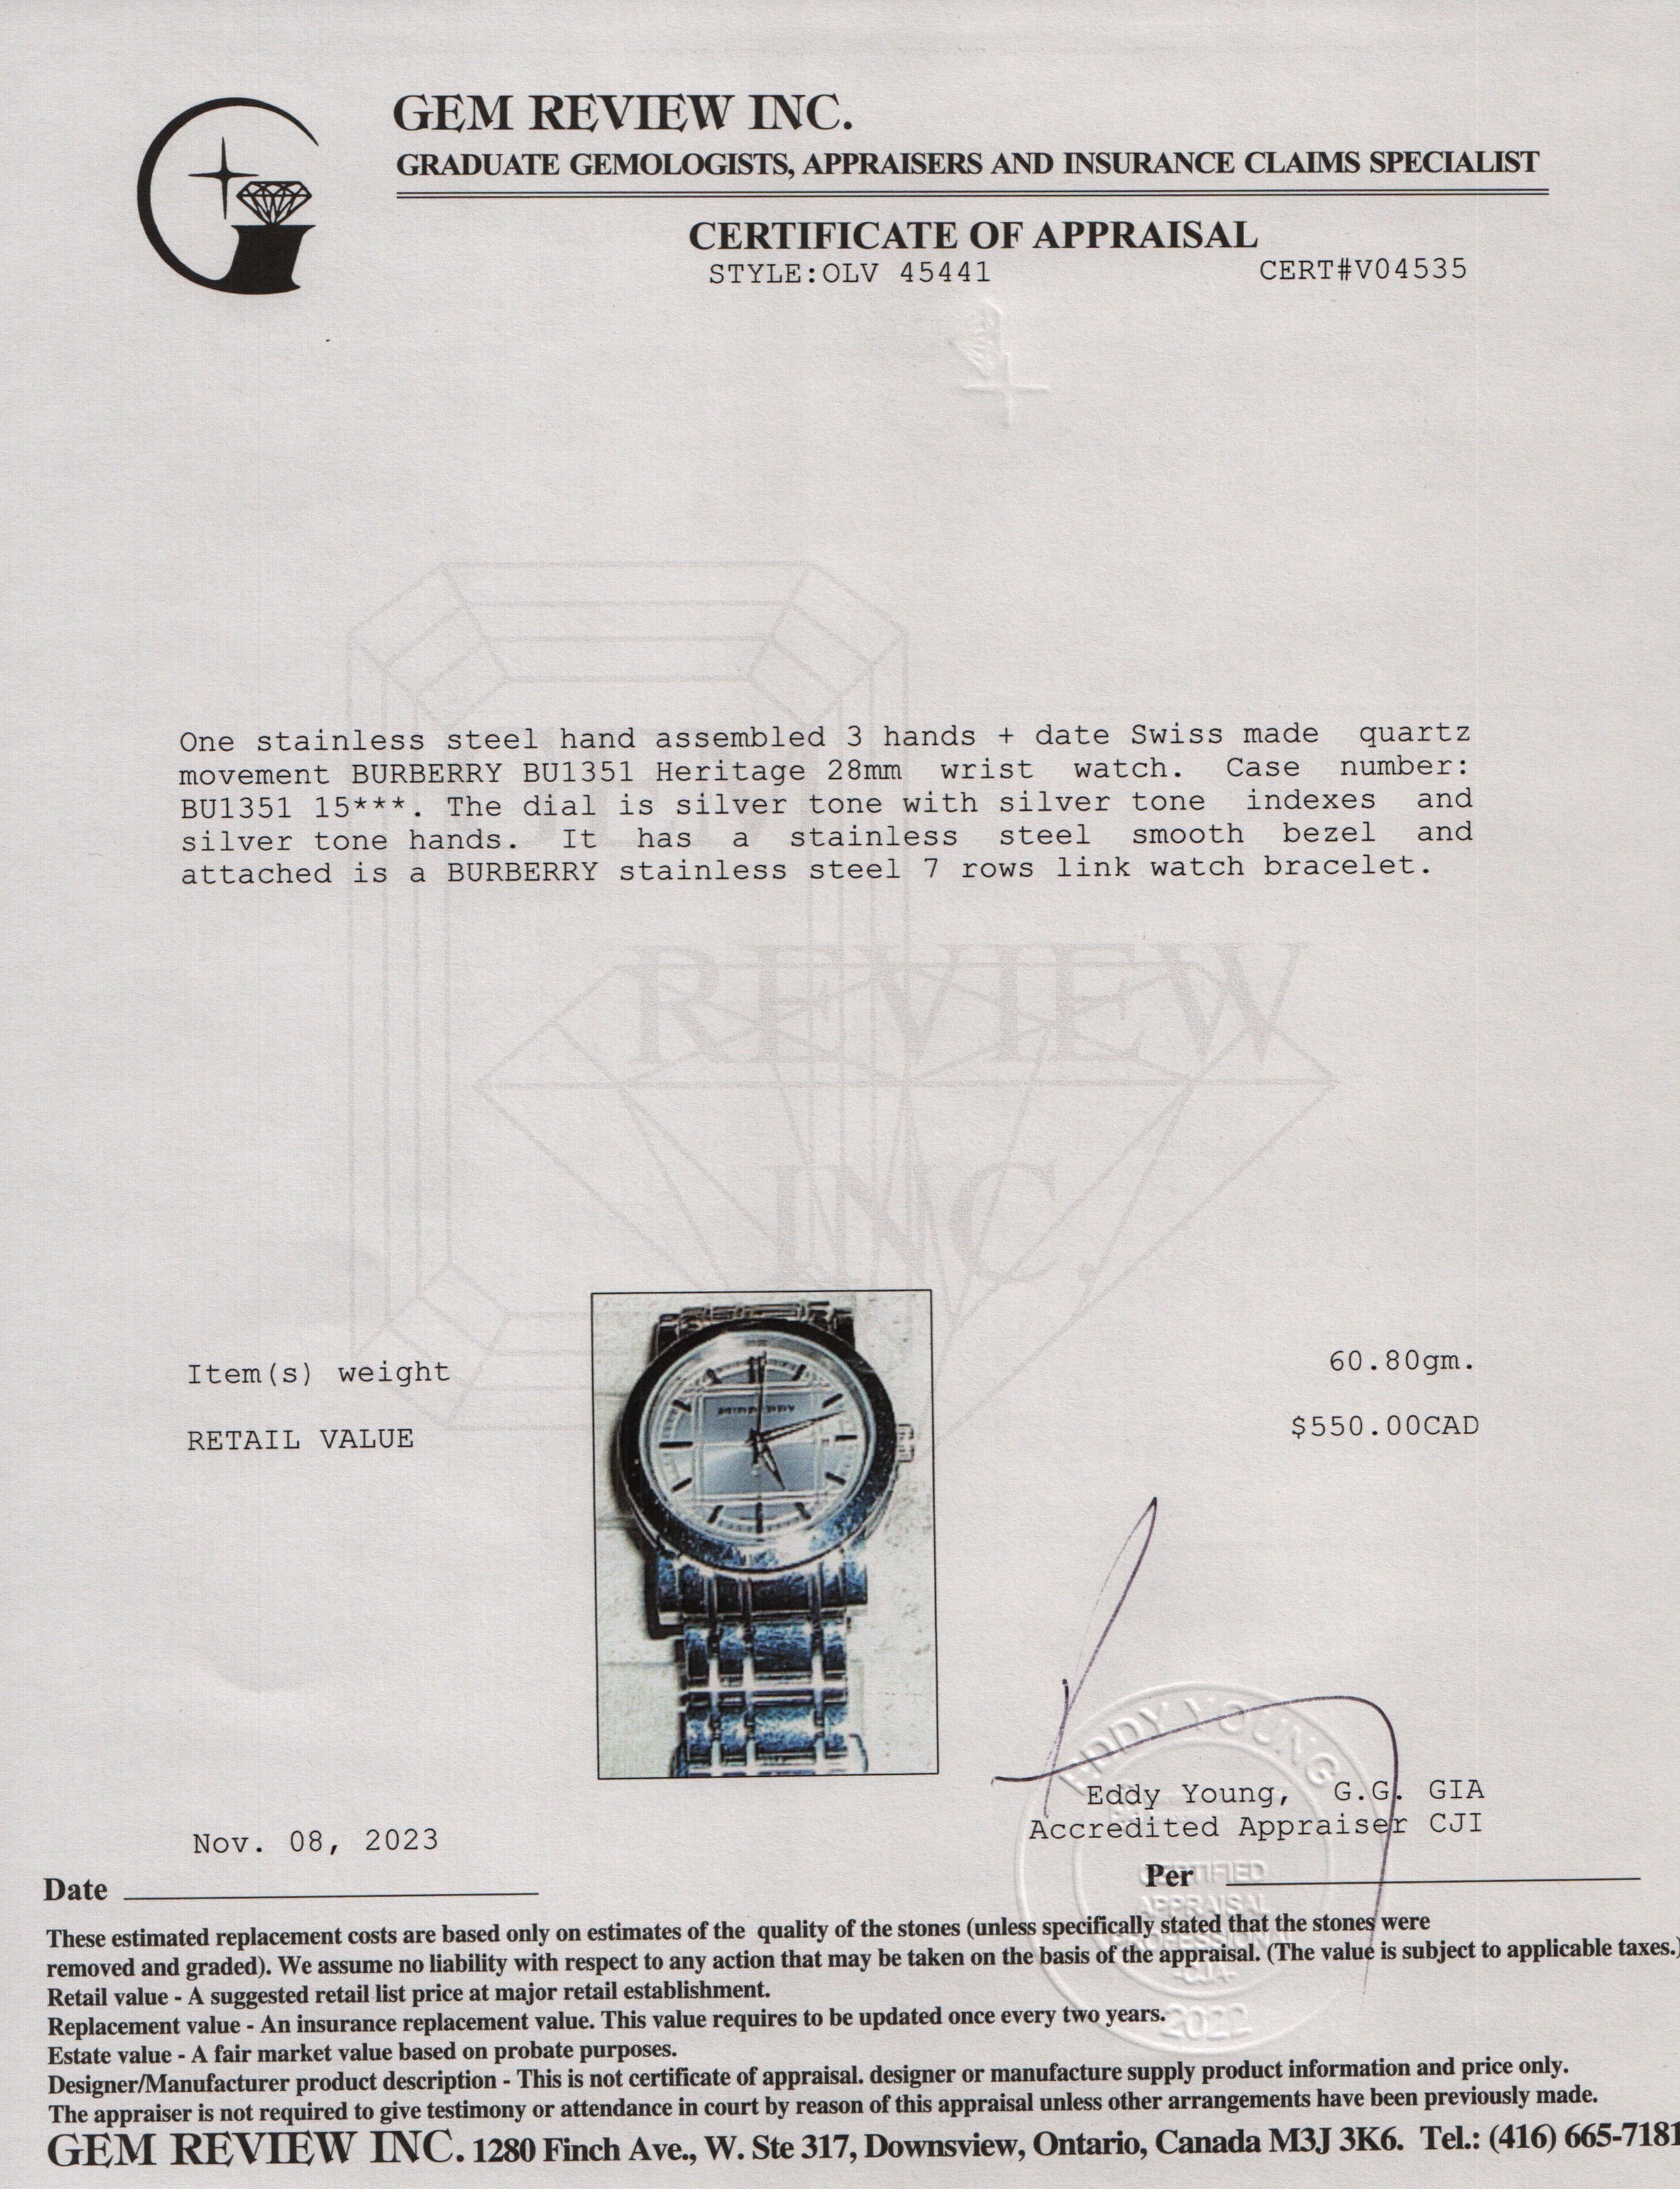 GEM REVIEW INC.
GRADUATE GEMOLOGISTS, APPRAISERS AND INSURANCE CLAIMS SPECIALIST
CERTIFICATE OF APPRAISAL
STYLE:OLV 45441
CERT#V04535
One stainless steel hand assembled 3 hands + date Swiss made quartz
movement BURBERRY BU1351 Heritage 28mm wrist watch. Case number:
BU1351 15***. The dial is silver tone with silver tone indexes and
silver tone hands. It has a stainless steel smooth bezel and
attached is a BURBERRY stainless steel 7 rows link watch bracelet.
REVIEW
INC.
BURBERRY
Item(s) weight
60.80gm.
RETAIL VALUE
$550.00CAD
EDDY YOUNG
Eddy Young, G.G. GIA
Accredited Appraiser CJI
Nov. 08, 2023
Date
Per
CERTIFIED
APPRAISAL
PROFESSIONAL
-CJA-
2022
These estimated replacement costs are based only on estimates of the quality of the stones (unless specifically stated that the stones were
removed and graded). We assume no liability with respect to any action that may be taken on the basis of the appraisal. (The value is subject to applicable taxes.)
Retail value - A suggested retail list price at major retail establishment.
Replacement value - An insurance replacement value. This value requires to be updated once every two years.
Estate value - A fair market value based on probate purposes.
Designer/Manufacturer product description - This is not certificate of appraisal. designer or manufacture supply product information and price only.
The appraiser is not required to give testimony or attendance in court by reason of this appraisal unless other arrangements have been previously made.
GEM REVIEW INC. 1280 Finch Ave., W. Ste 317, Downsview, Ontario, Canada M3J 3K6. Tel.: (416) 665-7181